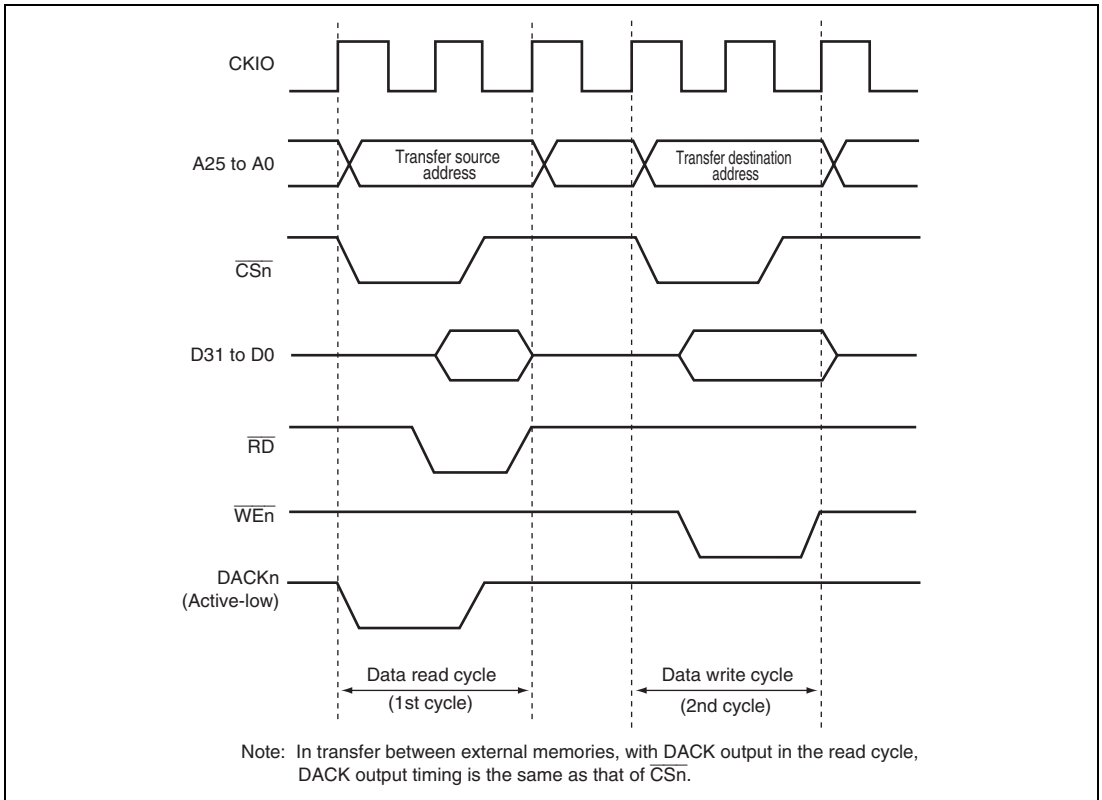 CKIO
A25 to A0
Transfer source
address
Transfer destination
address
CSn
D31 to D0
RD
WEn
DACKn
(Active-low)
Data read cycle
(1st cycle)
Data write cycle
(2nd cycle)
Note: In transfer between external memories, with DACK output in the read cycle,
DACK output timing is the same as that of CSn.